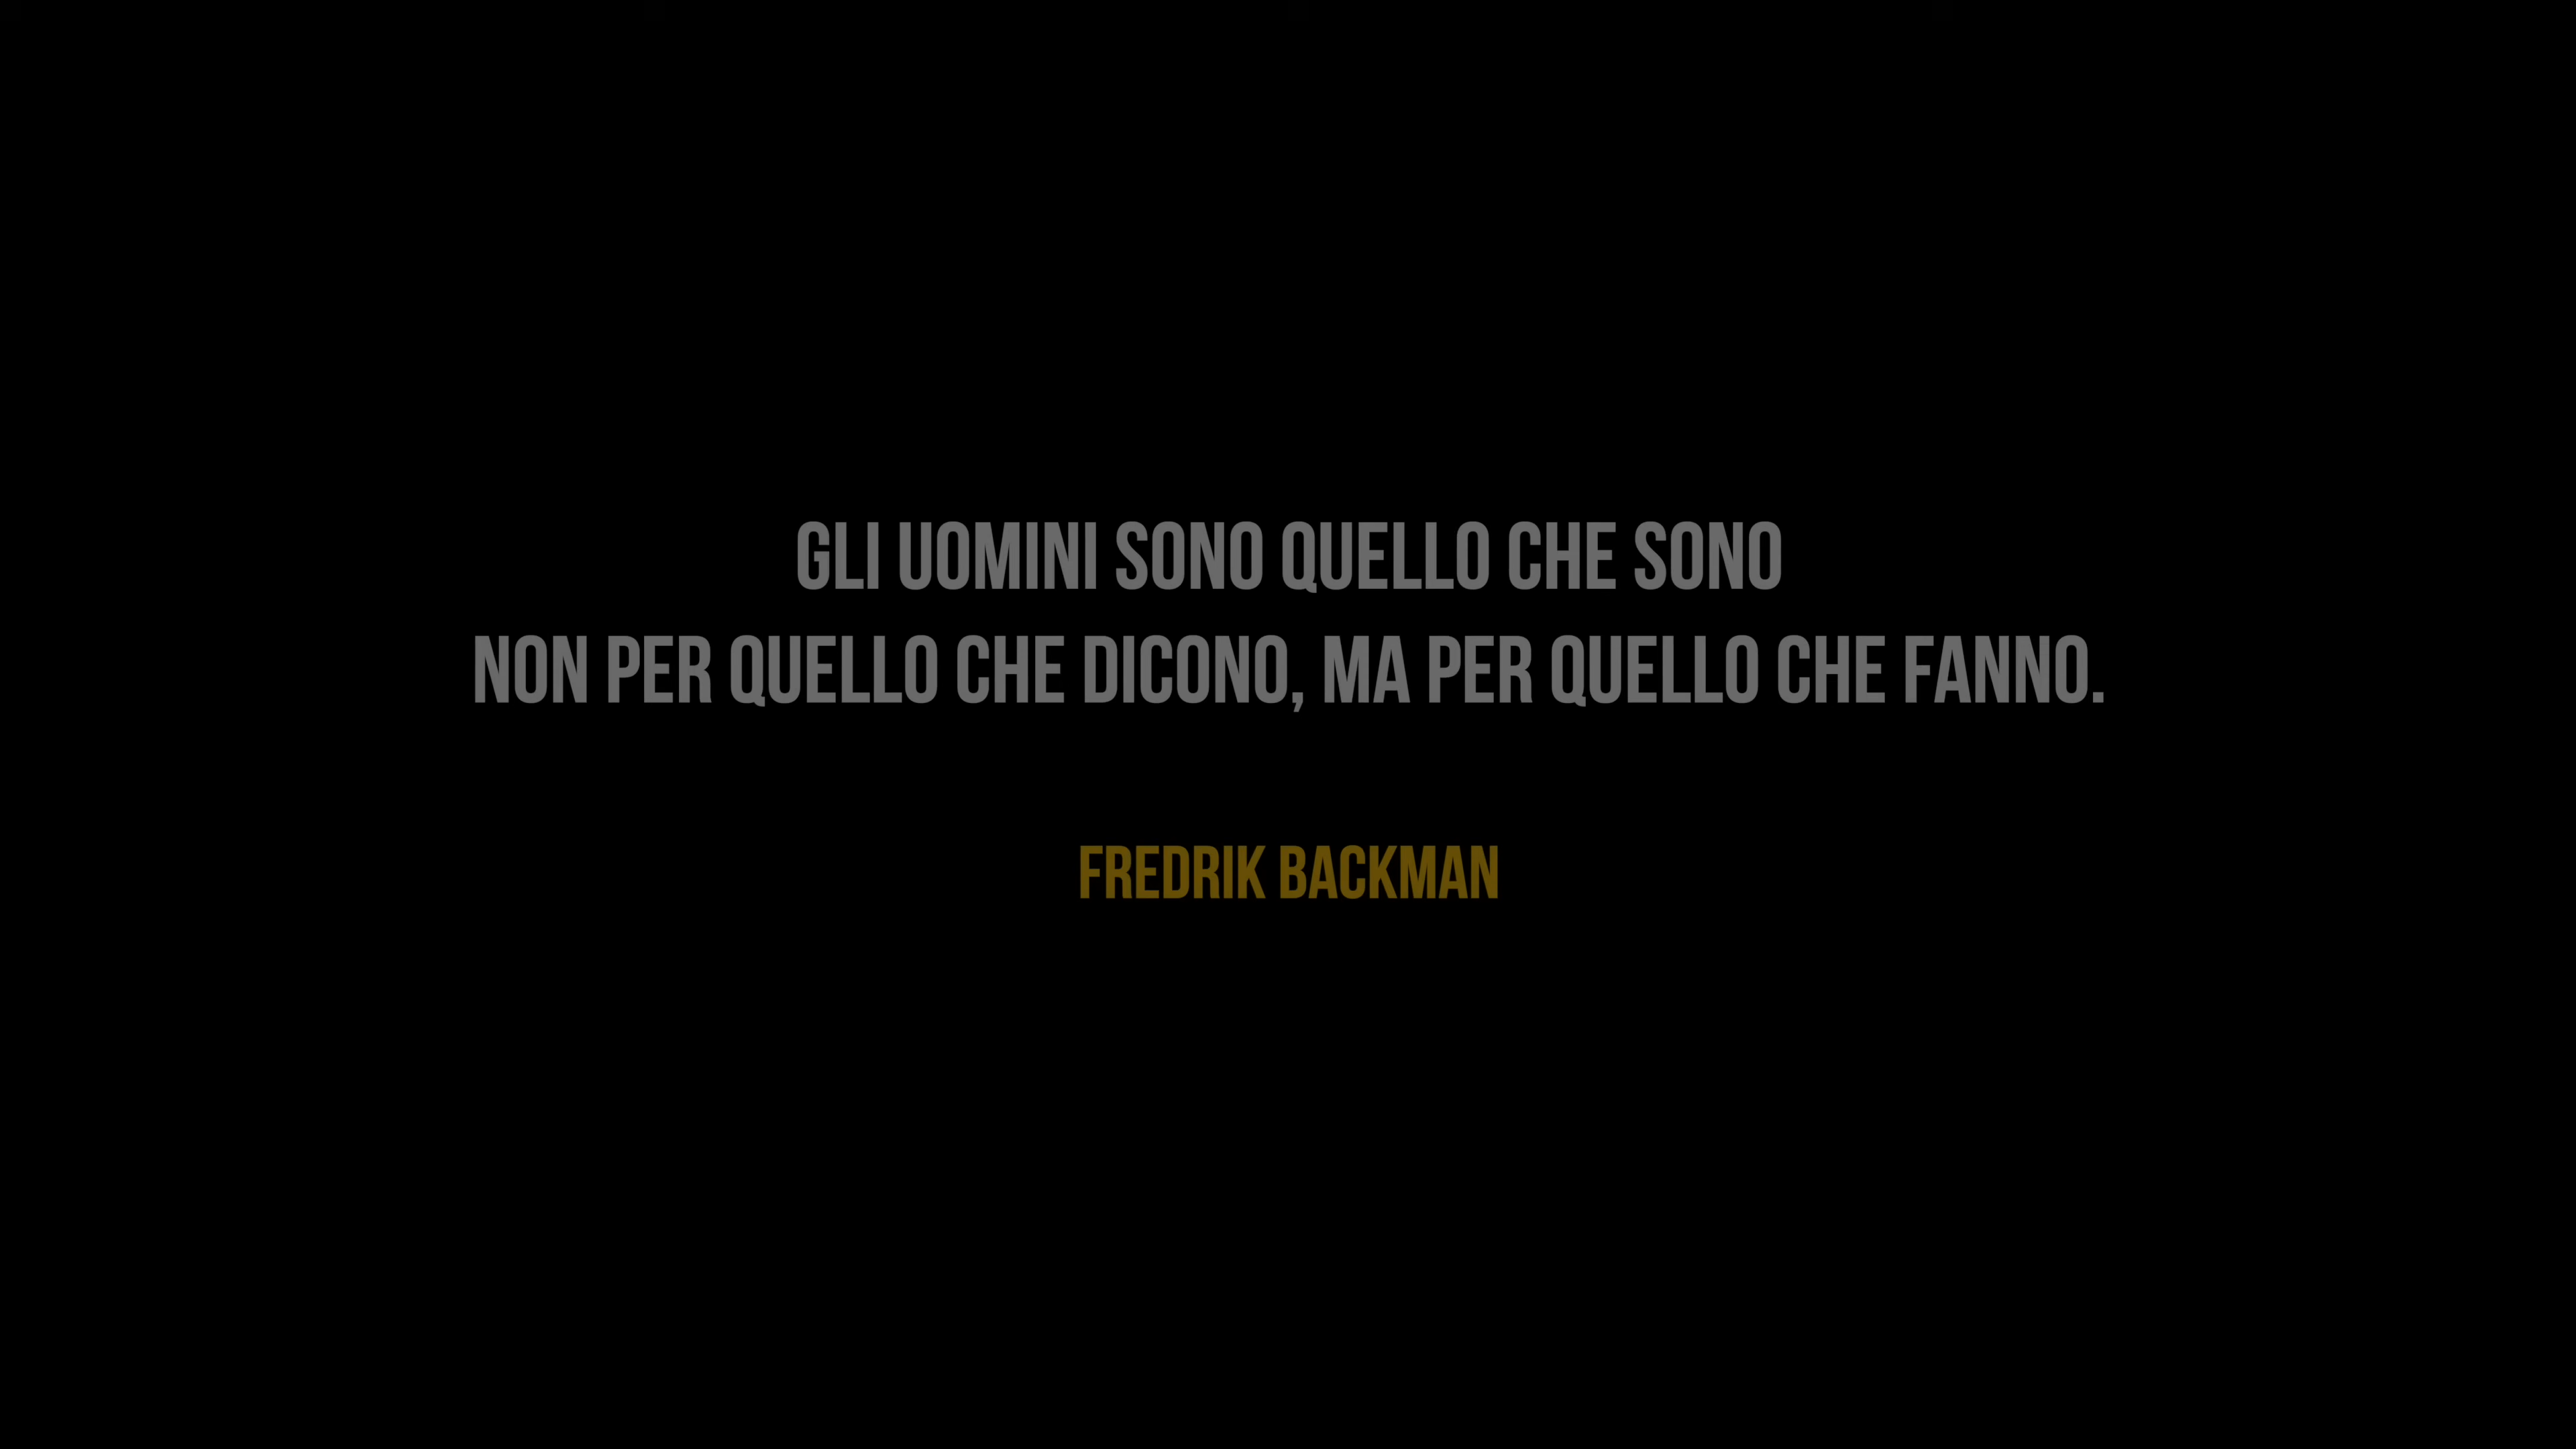 GLI UOMINI SONO QUELLO CHE SONO
NON PER QUELLO CHE DICONO, MA PER QUELLO CHE FANNO.
FREDRIK BACKMAN